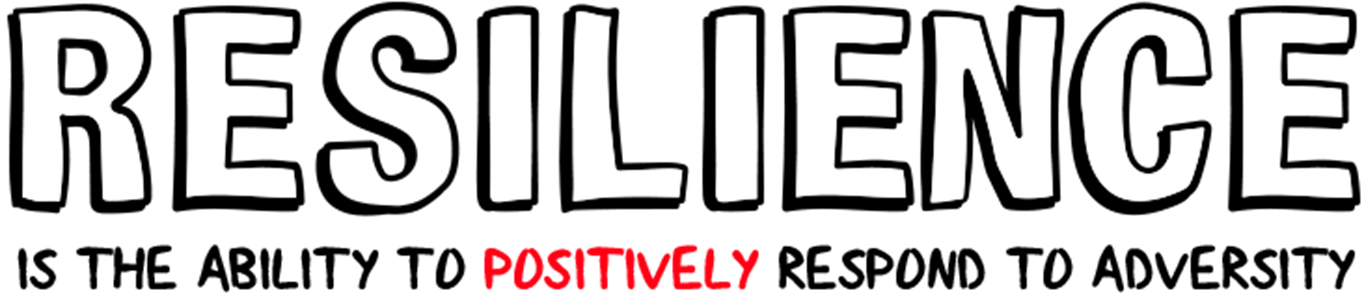 RESILIENCE
IS THE ABILITY TO POSITIVELY RESPOND TO ADVERSITY